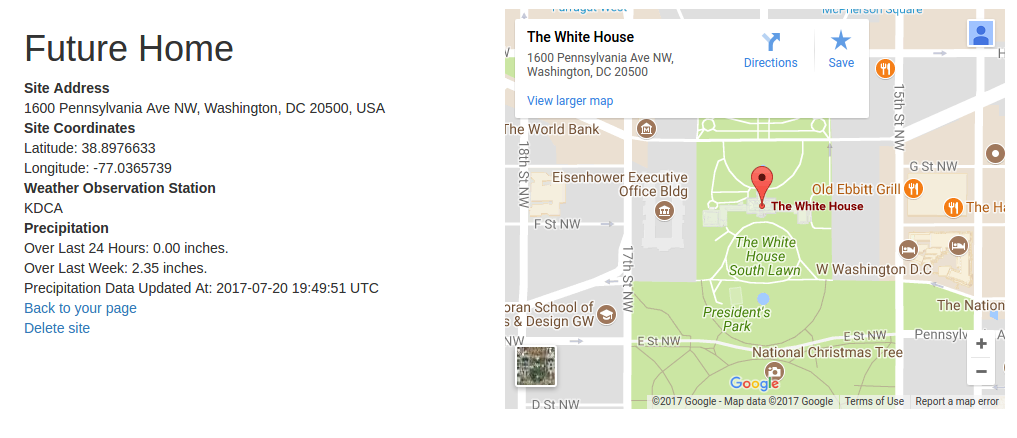 Future Home
Site Address
1600 Pennsylvania Ave NW, Washington, DC 20500, USA
Site Coordinates
Latitude: 38.8976633
Longitude: -77.0365739
Weather Observation Station
KDCA
Precipitation
Over Last 24 Hours: 0.00 inches.
Over Last Week: 2.35 inches.
Precipitation Data Updated At: 2017-07-20 19:49:51 UTC
Back to your page
Delete site
Farragut West
McPherson Square
The White House
1600 Pennsylvania Ave NW,
Washington, DC 20500
Directions
Save
View larger map
H
The World Bank
15th St NW
18th St NW
G St NW
Eisenhower Executive
Office Bldg
Old Ebbitt Grill
The White House
The Ha
F St NW
17th St NW
The White
House
South Lawn
W Washington D.C
oran School of
s & Design GW
President's
Park
The Nation
NW
E St NW
E St NW
Pennsylv
A
National Christmas Tree
+
−
Google
D St NW
©2017 Google - Map data ©2017 Google
Terms of Use
Report a map error